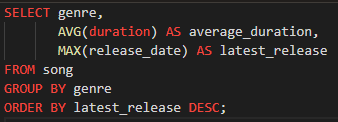 SELECT genre,
AVG(duration) AS average_duration,
MAX(release_date) AS latest_release
FROM song
GROUP BY genre
ORDER BY latest_release DESC;